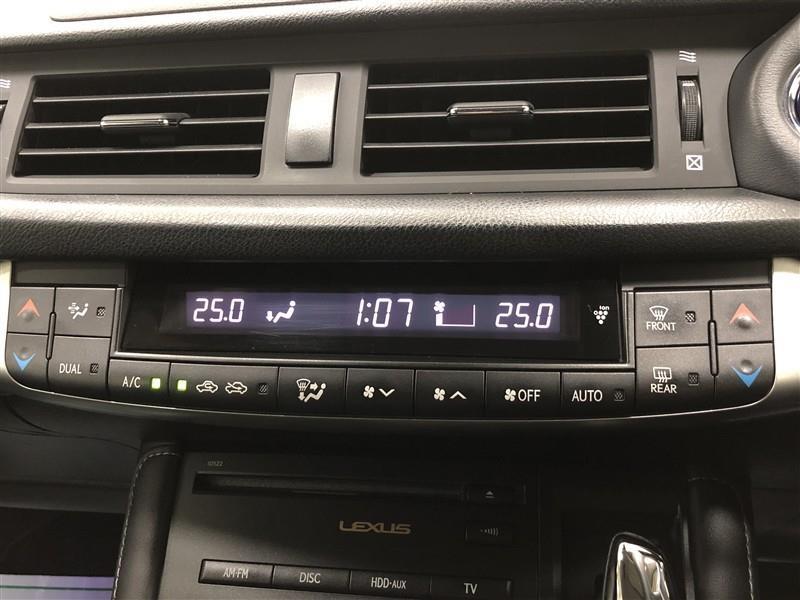 25.0 1:07 25.0
ion
FRONT
DUAL
A/C
OFF
AUTO
REAR
10122
LEXUS
AM·FM DISC HDD·AUX TV